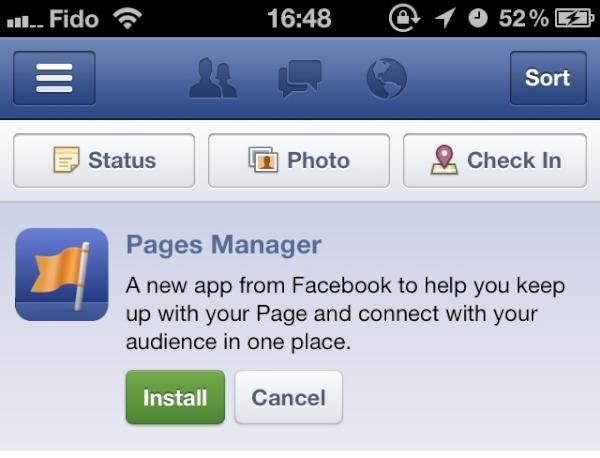 Fido 16:48 52%
Sort
Status Photo Check In
Pages Manager
A new app from Facebook to help you keep
up with your Page and connect with your
audience in one place.
Install Cancel